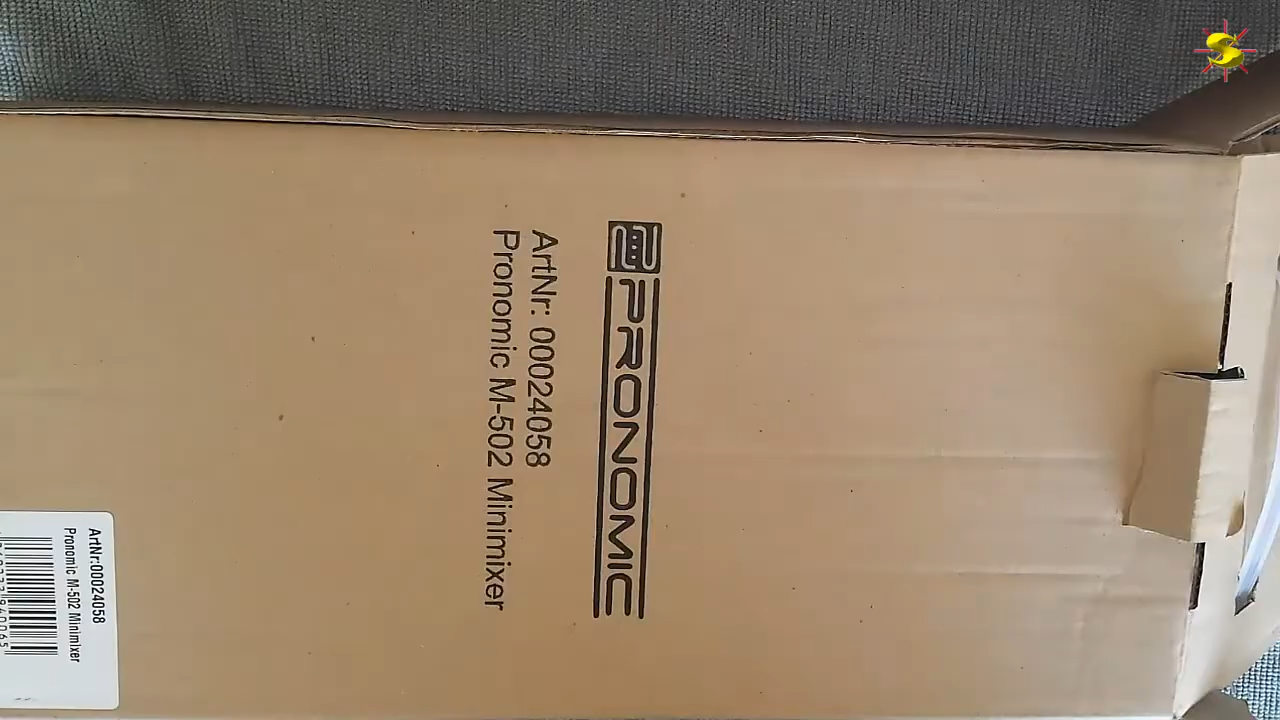 PRONOMIC
ArtNr: 00024058
Pronomic M-502 Minimixer
ArtNr:00024058
Pronomic M-502 Minimixer
S